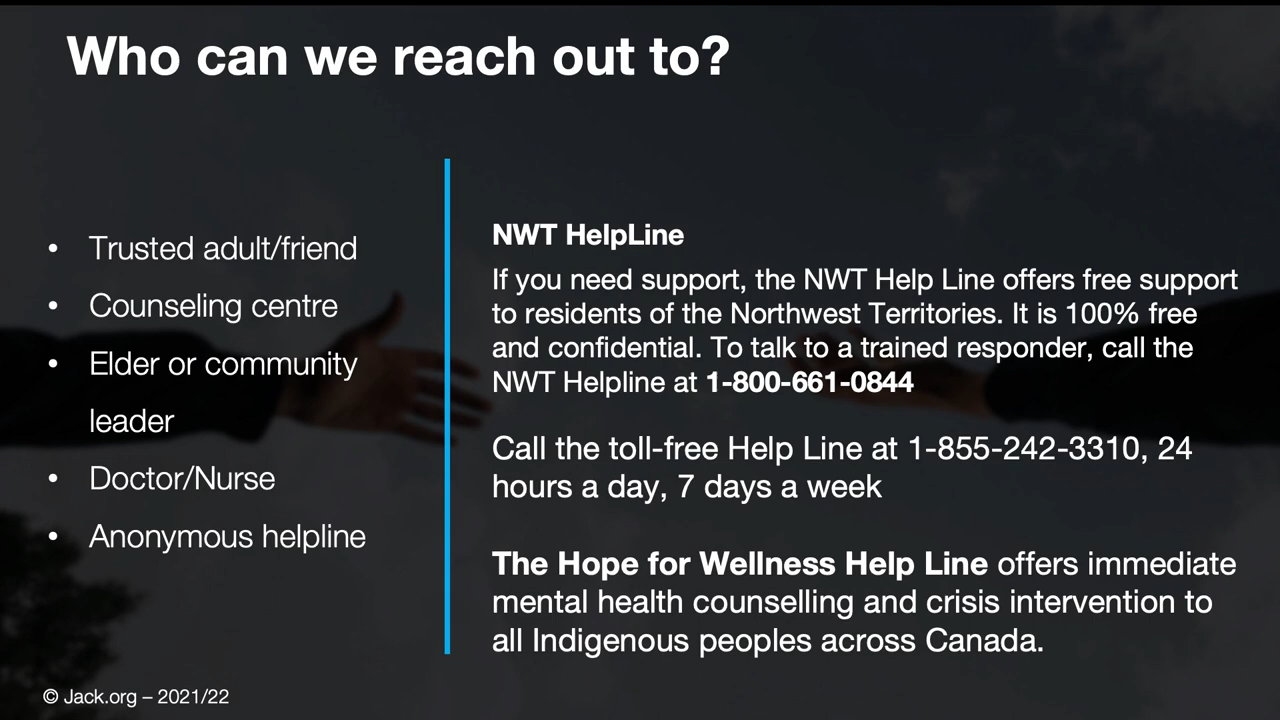 Who can we reach out to?
• Trusted adult/friend
• Counseling centre
• Elder or community
leader
• Doctor/Nurse
• Anonymous helpline
NWT HelpLine
If you need support, the NWT Help Line offers free support
to residents of the Northwest Territories. It is 100% free
and confidential. To talk to a trained responder, call the
NWT Helpline at 1-800-661-0844
Call the toll-free Help Line at 1-855-242-3310, 24
hours a day, 7 days a week
The Hope for Wellness Help Line offers immediate
mental health counselling and crisis intervention to
all Indigenous peoples across Canada.
© Jack.org – 2021/22